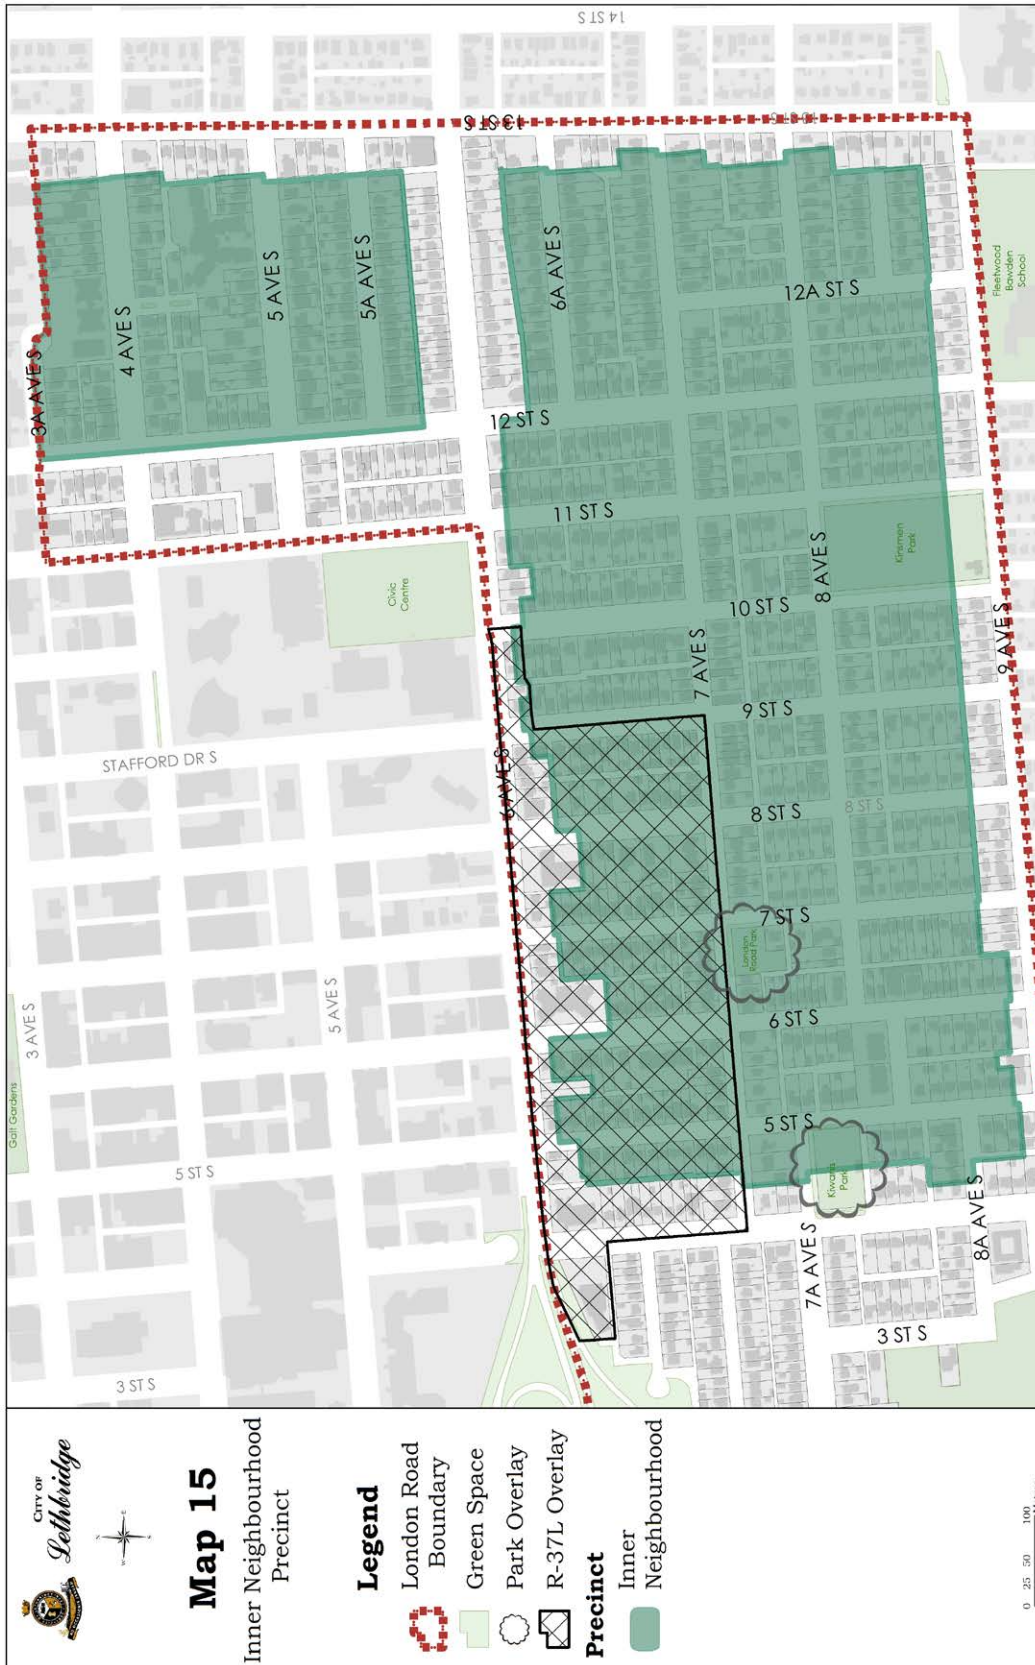 CITY OF
Lethbridge
N
W
E
S
Map 15
Inner Neighbourhood
Precinct
Legend
London Road
Boundary
Green Space
Park Overlay
R-37L Overlay
Precinct
Inner
Neighbourhood
0 25 50 100
14 ST S
13 ST S
3A AVE S
4 AVE S
5 AVE S
5A AVE S
6A AVE S
12A ST S
Fleetwood
Bawden
School
12 ST S
11 ST S
Civic
Centre
10 ST S
8 AVE S
Kinsmen
Park
9 AVE S
7 AVE S
9 ST S
STAFFORD DR S
6 AVE S
8 ST S
8 ST S
7 ST S
London
Road Park
6 ST S
3 AVE S
5 AVE S
Galt Gardens
5 ST S
5 ST S
Kiwanis
Park
7A AVE S
8A AVE S
3 ST S
3 ST S